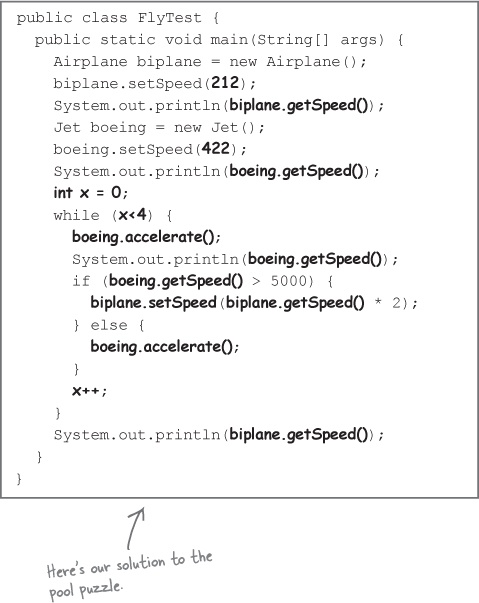 public class FlyTest {
public static void main(String[] args) {
Airplane biplane = new Airplane();
biplane.setSpeed(212);
System.out.println(biplane.getSpeed());
Jet boeing = new Jet();
boeing.setSpeed(422);
System.out.println(boeing.getSpeed());
int x = 0;
while (x<4) {
boeing.accelerate();
System.out.println(boeing.getSpeed());
if (boeing.getSpeed() > 5000) {
biplane.setSpeed(biplane.getSpeed() * 2);
} else {
boeing.accelerate();
}
x++;
}
System.out.println(biplane.getSpeed());
}
}
Here's our solution to the
pool puzzle.